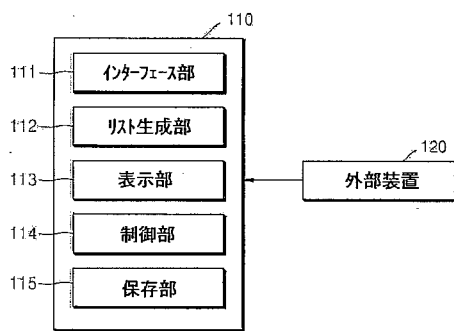 110
111
インターフェース部
112
リスト生成部
120
113
表示部
外部装置
114
制御部
115
保存部